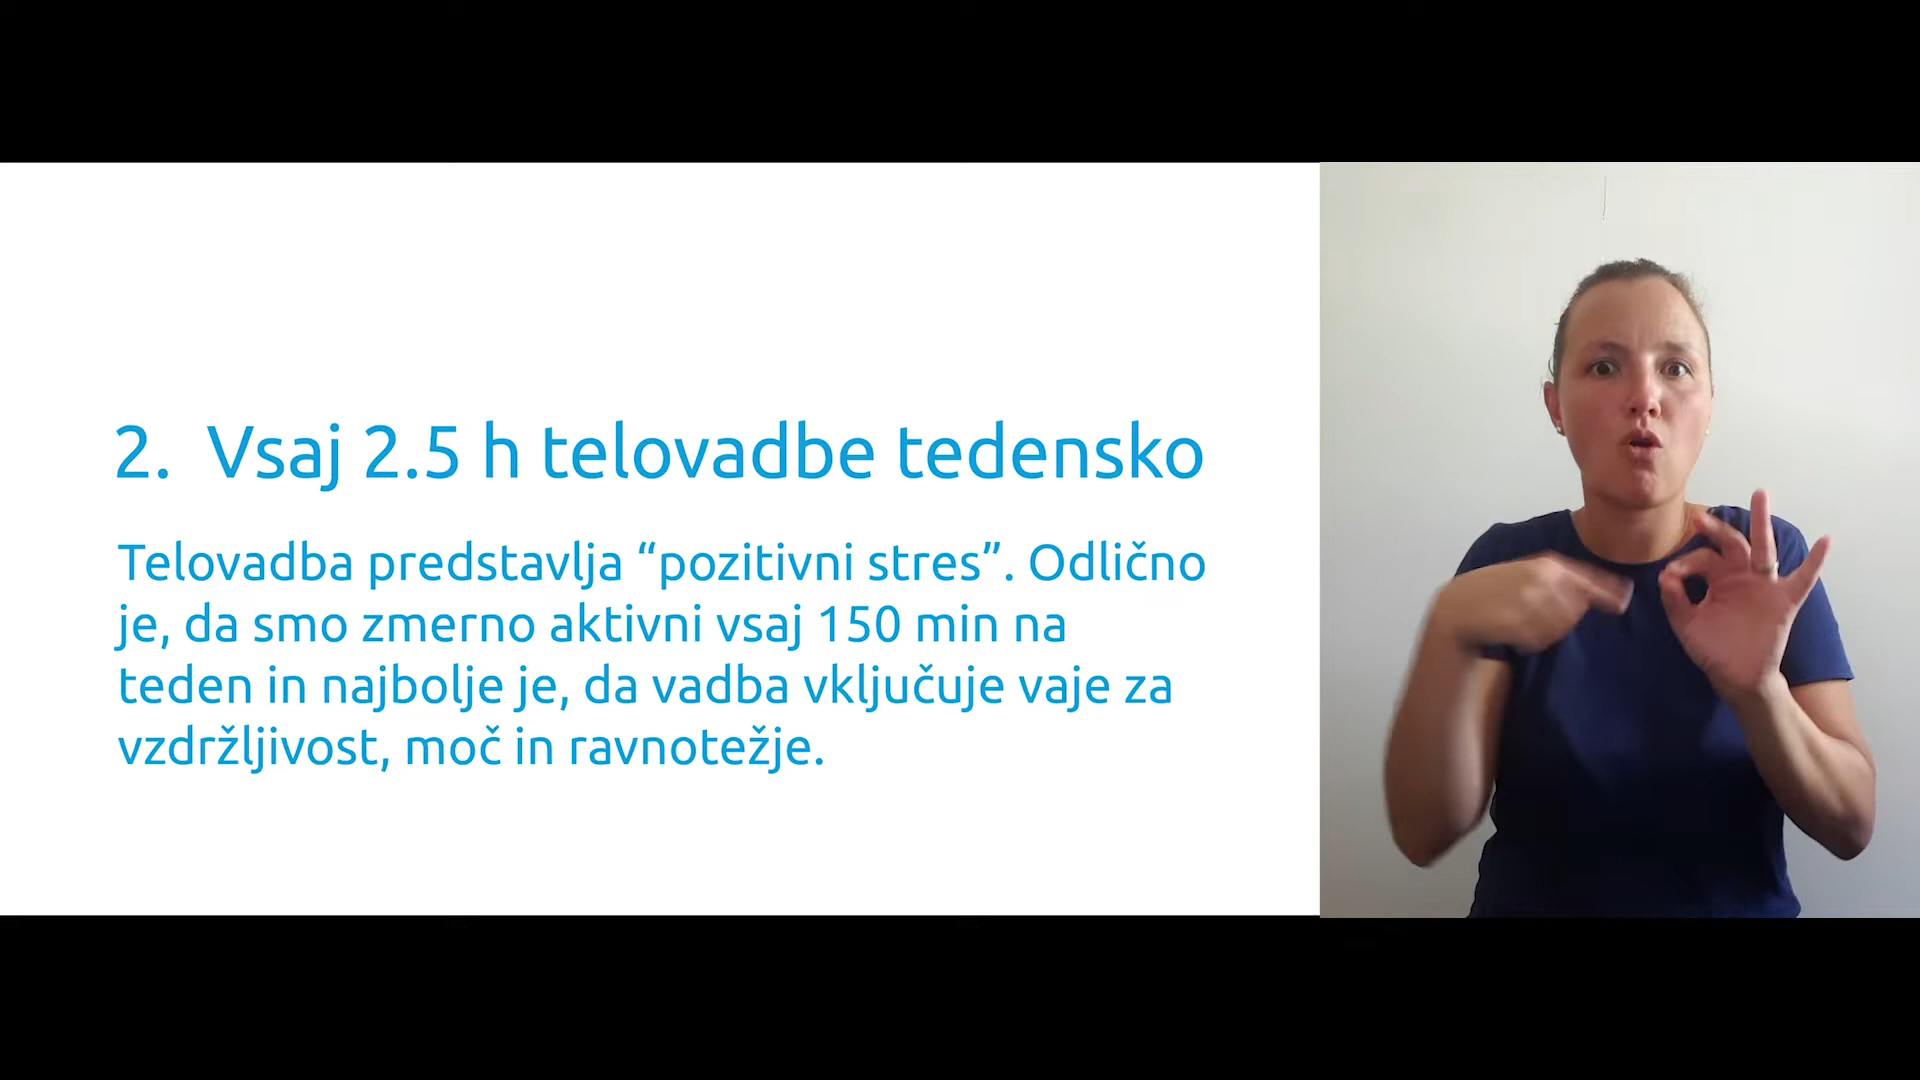 2. Vsaj 2.5 h telovadbe tedensko
Telovadba predstavlja “pozitivni stres”. Odlično
je, da smo zmerno aktivni vsaj 150 min na
teden in najbolje je, da vadba vključuje vaje za
vzdržljivost, moč in ravnotežje.